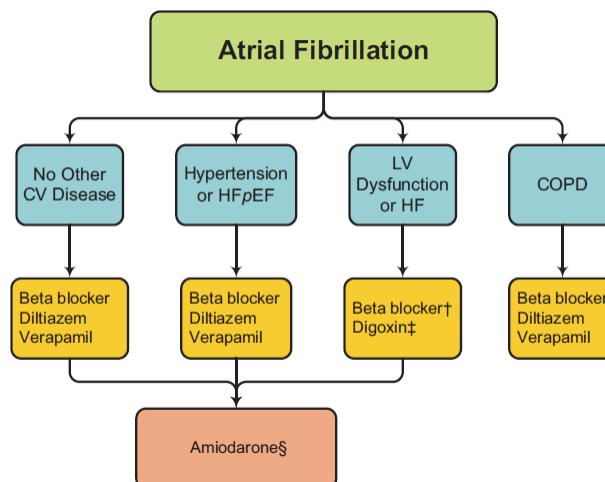 Atrial Fibrillation
No Other
CV Disease
Hypertension
or HFpEF
LV
Dysfunction
or HF
COPD
Beta blocker
Diltiazem
Verapamil
Beta blocker
Diltiazem
Verapamil
Beta blocker†
Digoxin‡
Beta blocker
Diltiazem
Verapamil
Amiodarone§